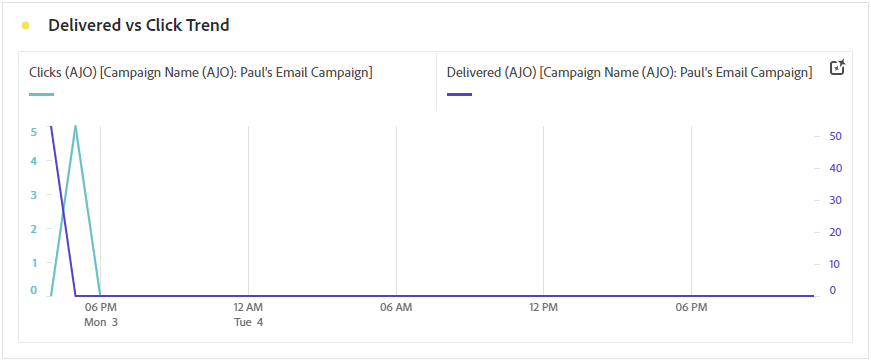 Delivered vs Click Trend
Clicks (AJO) [Campaign Name (AJO): Paul's Email Campaign]
Delivered (AJO) [Campaign Name (AJO): Paul's Email Campaign]
5
4
3
2
1
0
50
40
30
20
10
0
06 PM
Mon 3
12 AM
Tue 4
06 AM
12 PM
06 PM